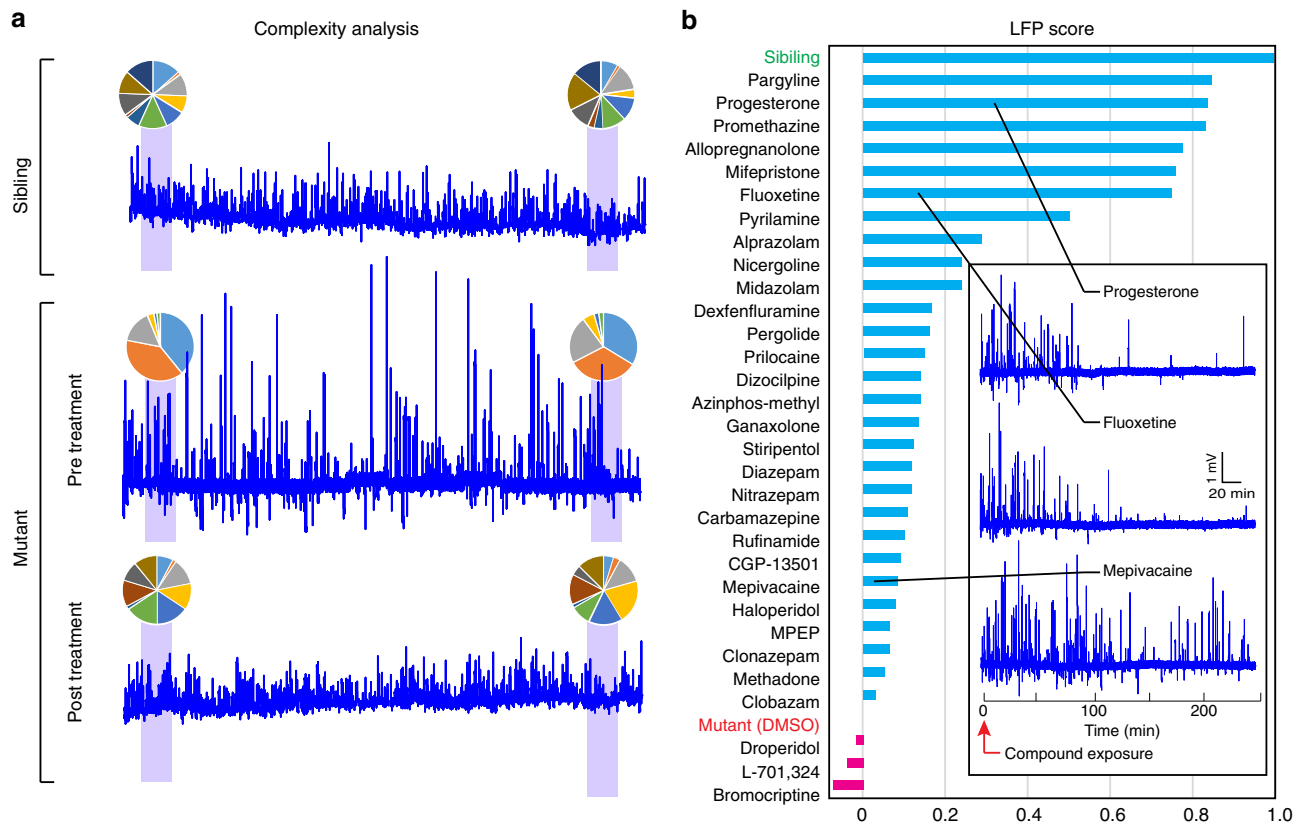 a
Complexity analysis
Sibling
Pre treatment
Mutant
Post treatment
b
LFP score
Sibiling
Pargyline
Progesterone
Promethazine
Allopregnanolone
Mifepristone
Fluoxetine
Pyrilamine
Alprazolam
Nicergoline
Midazolam
Dexfenfluramine
Pergolide
Prilocaine
Dizocilpine
Azinphos-methyl
Ganaxolone
Stiripentol
Diazepam
Nitrazepam
Carbamazepine
Rufinamide
CGP-13501
Mepivacaine
Haloperidol
MPEP
Clonazepam
Methadone
Clobazam
Mutant (DMSO)
Droperidol
L-701,324
Bromocriptine
0 0.2 0.4 0.6 0.8 1.0
Progesterone
Fluoxetine
1 mV
20 min
Mepivacaine
0 100 200
Time (min)
Compound exposure